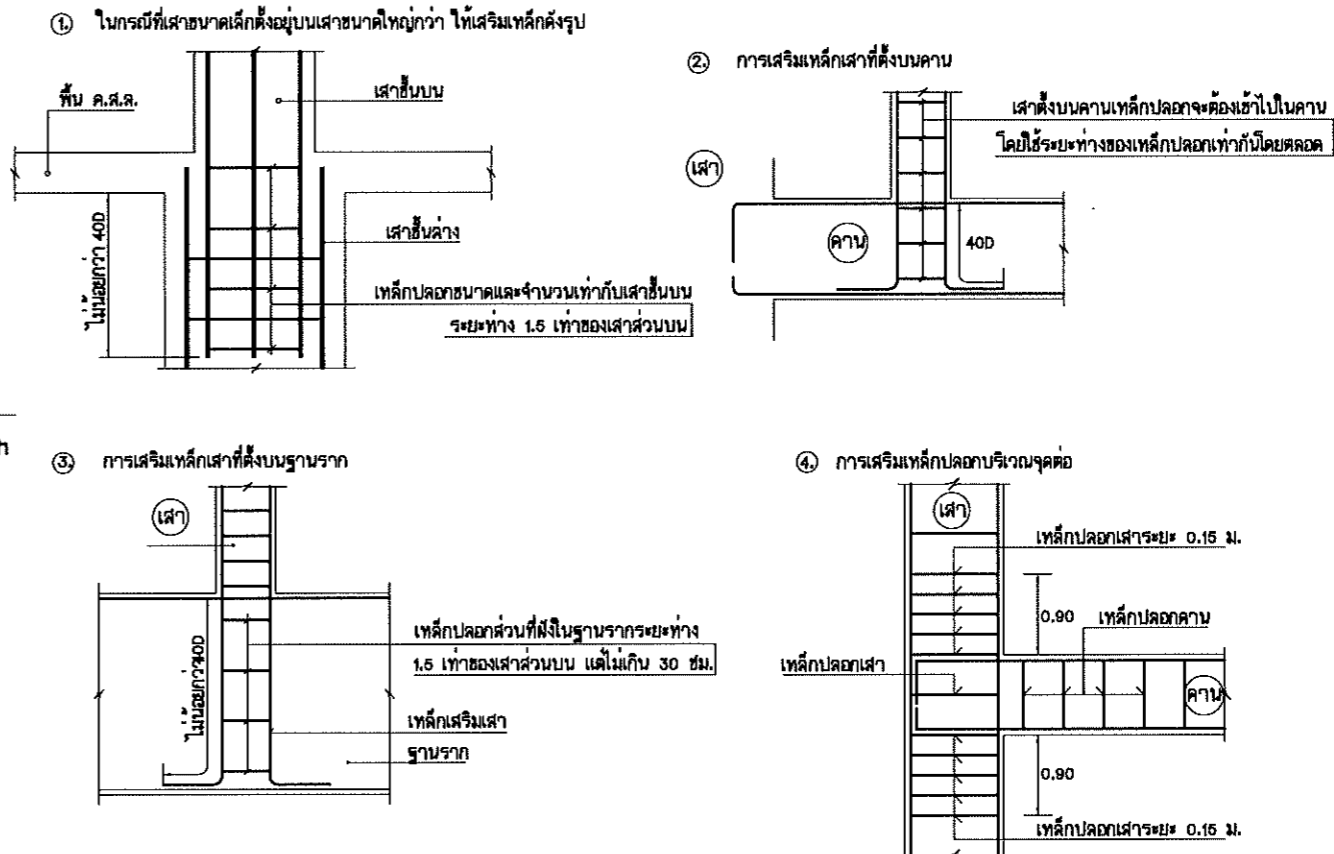 ①. ในกรณีที่เสาขนาดเล็กตั้งอยู่บนเสาขนาดใหญ่กว่า ให้เสริมเหล็กดังรูป
พื้น ค.ส.ล.
เสาชั้นบน
ไม่น้อยกว่า 40D
เสาชั้นล่าง
เหล็กปลอกขนาดและจำนวนเท่ากับเสาชั้นบน
ระยะห่าง 1.5 เท่าของเสาส่วนบน
②. การเสริมเหล็กเสาที่ตั้งบนคาน
เสาตั้งบนคานเหล็กปลอกจะต้องเข้าไปในคาน
โดยใช้ระยะห่างของเหล็กปลอกเท่ากันโดยตลอด
เสา
คาน
40D
③. การเสริมเหล็กเสาที่ตั้งบนฐานราก
เสา
ไม่น้อยกว่า40D
เหล็กปลอกส่วนที่ฝังในฐานรากระยะห่าง
1.5 เท่าของเสาส่วนบน แต่ไม่เกิน 30 ซม.
เหล็กเสริมเสา
ฐานราก
④. การเสริมเหล็กปลอกบริเวณจุดต่อ
เสา
เหล็กปลอกเสาระยะ 0.15 ม.
0.90
เหล็กปลอกคาน
เหล็กปลอกเสา
คาน
0.90
เหล็กปลอกเสาระยะ 0.15 ม.